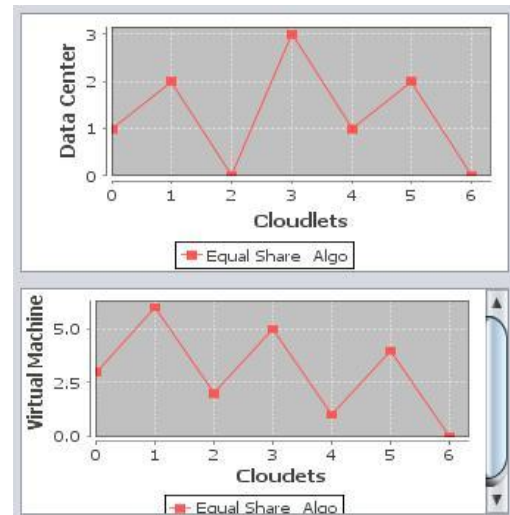 Data Center
3
2
1
0
0 1 2 3 4 5 6
Cloudlets
Equal Share Algo
Virtual Machine
5.0
2.5
0.0
0 1 2 3 4 5 6
Cloudlets
Equal Share Algo